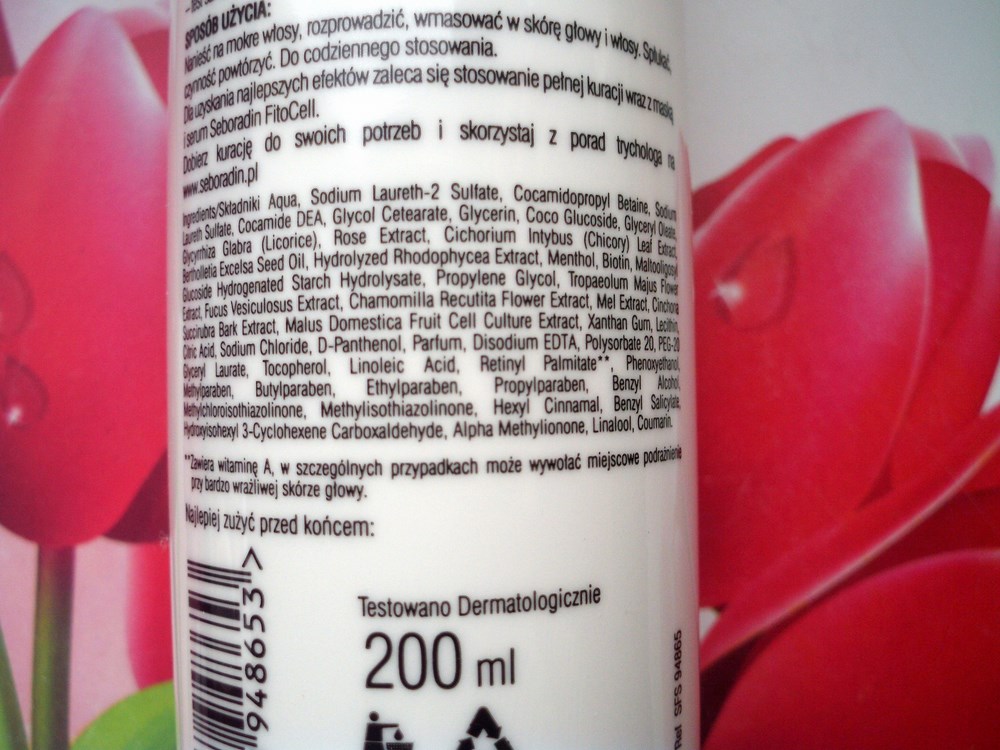 SPOSÓB UŻYCIA:
Nanieść na mokre włosy, rozprowadzić, wmasować w skórę głowy i włosy. Spłukać,
czynność powtórzyć. Do codziennego stosowania.
Dla uzyskania najlepszych efektów zaleca się stosowanie pełnej kuracji wraz z maską
i serum Seboradin FitoCell.
Dobierz kurację do swoich potrzeb i skorzystaj z porad trychologa na
www.seboradin.pl
Ingredients/Składniki Aqua, Sodium Laureth-2 Sulfate, Cocamidopropyl Betaine, Sodium
Laureth Sulfate, Cocamide DEA, Glycol Cetearate, Glycerin, Coco Glucoside, Glyceryl Oleate,
Glycyrrhiza Glabra (Licorice), Rose Extract, Cichorium Intybus (Chicory) Leaf Extract,
Bertholletia Excelsa Seed Oil, Hydrolyzed Rhodophycea Extract, Menthol, Biotin, Maltooligosyl
Glucoside Hydrogenated Starch Hydrolysate, Propylene Glycol, Tropaeolum Majus Flower
Extract, Fucus Vesiculosus Extract, Chamomilla Recutita Flower Extract, Mel Extract, Cinchona
Succirubra Bark Extract, Malus Domestica Fruit Cell Culture Extract, Xanthan Gum, Lecithin,
Citric Acid, Sodium Chloride, D-Panthenol, Parfum, Disodium EDTA, Polysorbate 20, PEG-20
Glyceryl Laurate, Tocopherol, Linoleic Acid, Retinyl Palmitate**, Phenoxyethanol,
Methylparaben, Butylparaben, Ethylparaben, Propylparaben, Benzyl Alcohol,
Methylchloroisothiazolinone, Methylisothiazolinone, Hexyl Cinnamal, Benzyl Salicylate,
Hydroxyisohexyl 3-Cyclohexene Carboxaldehyde, Alpha Methylionone, Linalool, Coumarin.
**Zawiera witaminę A, w szczególnych przypadkach może wywołać miejscowe podrażnienie
przy bardzo wrażliwej skórze głowy.
Najlepiej zużyć przed końcem:
948653>
Testowano Dermatologicznie
200 ml
SFS 94865